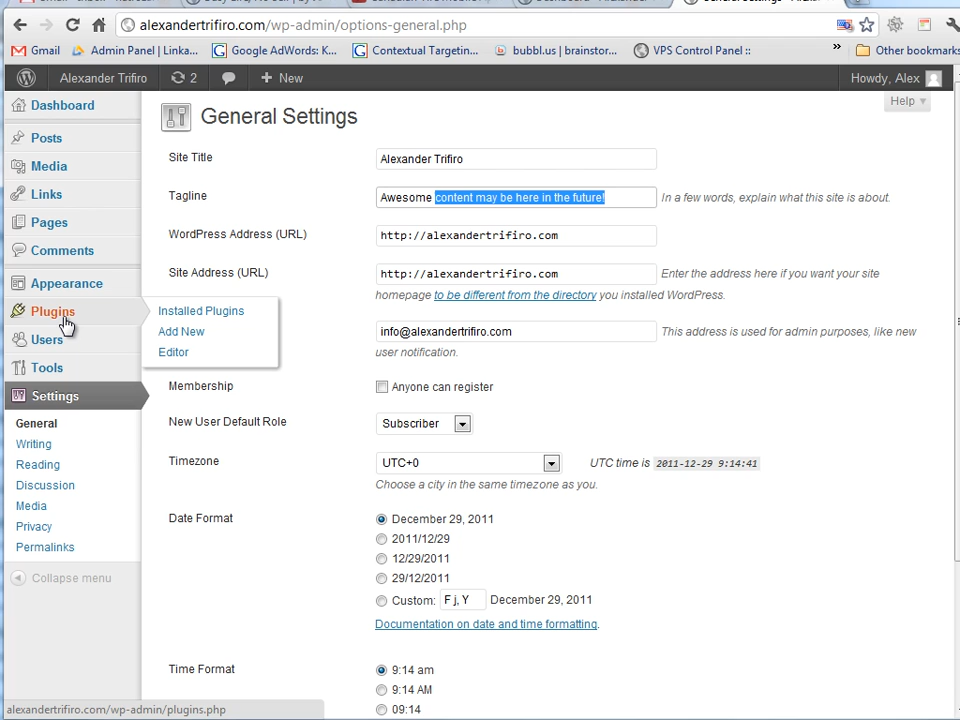 alexandertrifiro.com/wp-admin/options-general.php
Gmail
Admin Panel | Linka...
Google AdWords: K...
Contextual Targetin...
bubbl.us | brainstor...
VPS Control Panel ::
»
Other bookmarks
Alexander Trifiro
2
+ New
Howdy, Alex
Help
Dashboard
Posts
Media
Links
Pages
Comments
Appearance
Plugins
Installed Plugins
Add New
Editor
Users
Tools
Settings
General
Writing
Reading
Discussion
Media
Privacy
Permalinks
Collapse menu
General Settings
Site Title
Alexander Trifiro
Tagline
Awesome content may be here in the future!
In a few words, explain what this site is about.
WordPress Address (URL)
http://alexandertrifiro.com
Site Address (URL)
http://alexandertrifiro.com
Enter the address here if you want your site
homepage to be different from the directory you installed WordPress.
info@alexandertrifiro.com
This address is used for admin purposes, like new
user notification.
Membership
Anyone can register
New User Default Role
Subscriber
Timezone
UTC+0
UTC time is 2011-12-29 9:14:41
Choose a city in the same timezone as you.
Date Format
December 29, 2011
2011/12/29
12/29/2011
29/12/2011
Custom: F j, Y December 29, 2011
Documentation on date and time formatting.
Time Format
9:14 am
9:14 AM
09:14
alexandertrifiro.com/wp-admin/plugins.php